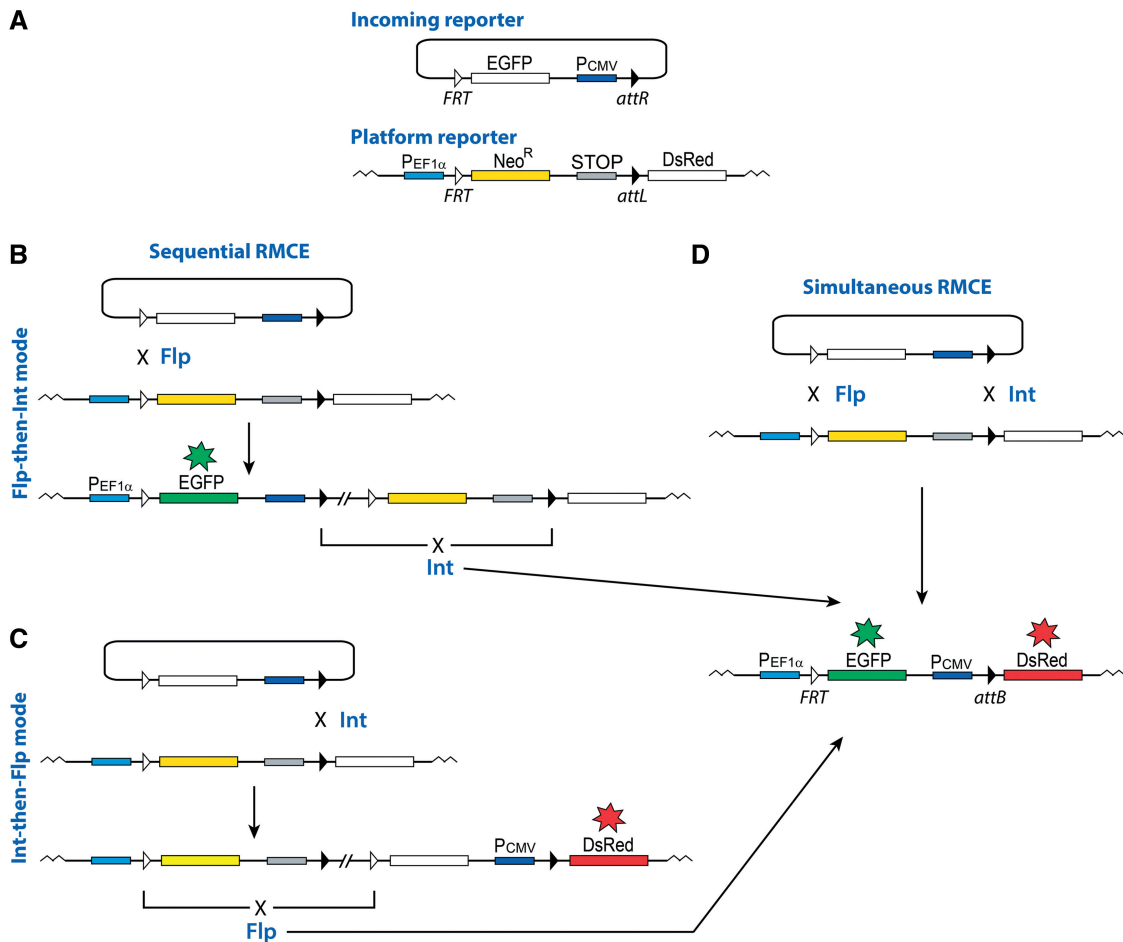 A
Incoming reporter
EGFP PCMV
FRT attR
Platform reporter
PEF1α NeoR STOP DsRed
FRT attL
B
Sequential RMCE
Flp-then-Int mode
X Flp
EGFP
PEF1α
X
Int
C
Int-then-Flp mode
X Int
PCMV DsRed
X
Flp
D
Simultaneous RMCE
X Flp X Int
PEF1α EGFP PCMV DsRed
FRT attB